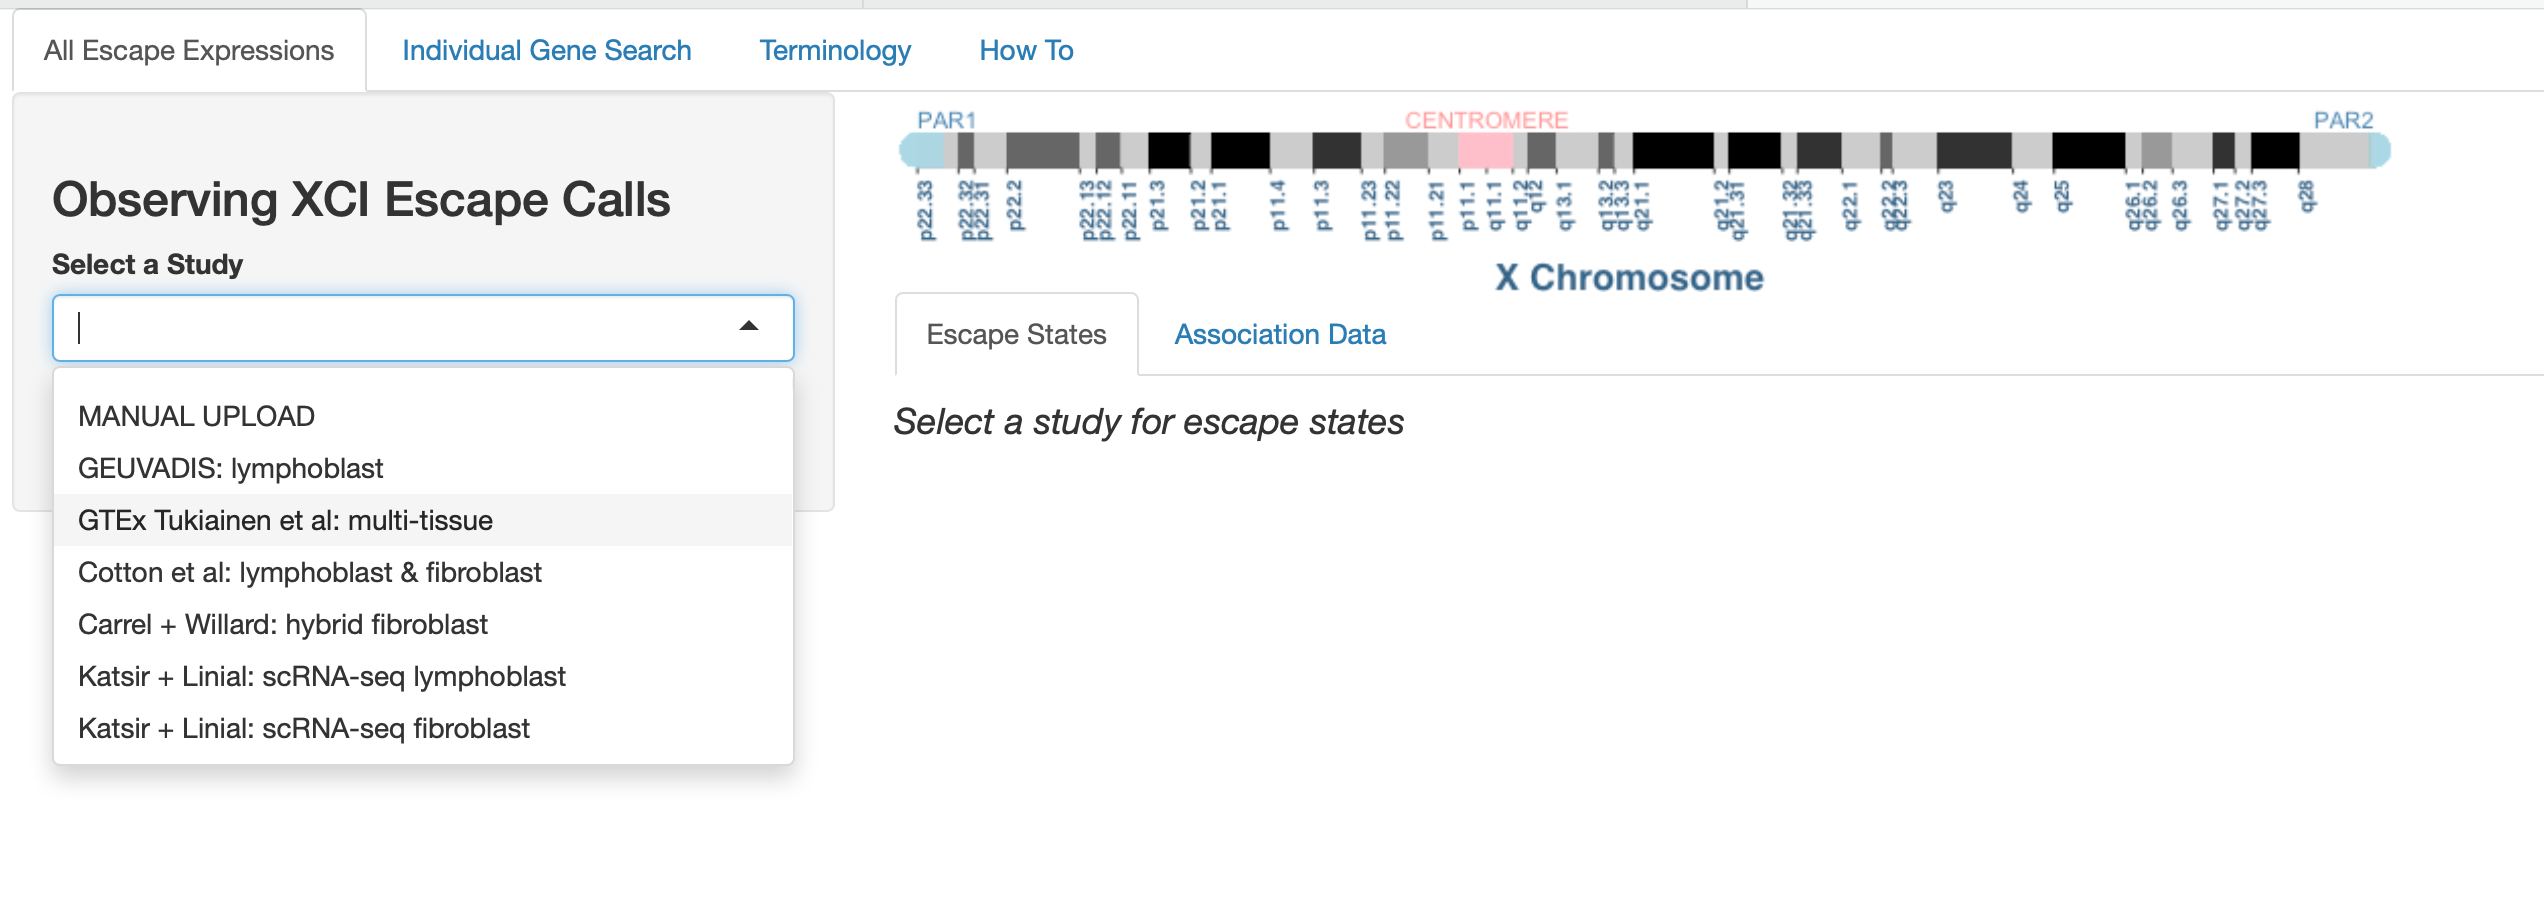 All Escape Expressions
Individual Gene Search
Terminology
How To
Observing XCI Escape Calls
Select a Study
MANUAL UPLOAD
GEUVADIS: lymphoblast
GTEx Tukiainen et al: multi-tissue
Cotton et al: lymphoblast & fibroblast
Carrel + Willard: hybrid fibroblast
Katsir + Linial: scRNA-seq lymphoblast
Katsir + Linial: scRNA-seq fibroblast
PAR1
CENTROMERE
PAR2
p22.33
p22.32
p22.31
p22.2
p22.13
p22.12
p22.11
p21.3
p21.2
p21.1
p11.4
p11.3
p11.23
p11.22
p11.21
p11.1
q11.1
q11.2
q12
q13.1
q13.2
q13.3
q21.1
q21.2
q21.31
q21.32
q21.33
q22.1
q22.2
q22.3
q23
q24
q25
q26.1
q26.2
q26.3
q27.1
q27.2
q27.3
q28
X Chromosome
Escape States
Association Data
Select a study for escape states